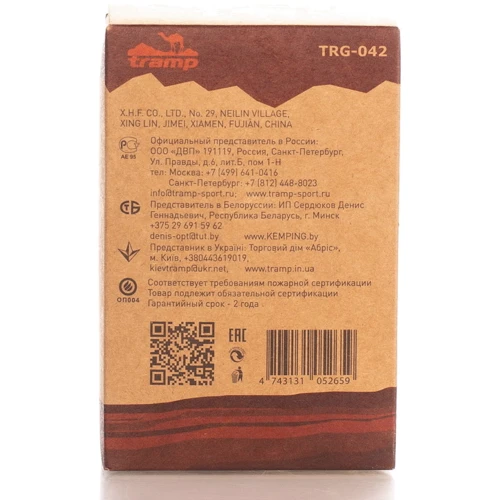 tramp
TRG-042
X.H.F. CO., LTD., No. 29, NEILIN VILLAGE,
XING LIN, JIMEI, XIAMEN, FUJIAN, CHINA
Официальный представитель в России:
ООО «ДВП» 191119, Россия, Санкт-Петербург,
Ул. Правды, д.6, лит.Б, пом 1-Н
Москва: +7 (499) 641-0416
Санкт-Петербург: +7 (812) 448-8023
info@tramp-sport.ru, www.tramp-sport.ru
АЕ 95
Представитель в Белоруссии: ИП Сердюков Денис
Геннадьевич, Республика Беларусь, г. Минск
+375 29 691 59 62
denis-opt@tut.by www.KEMPING.by
Представник в Україні: Торговий дім «Абріс»,
м. Київ, +380443619019,
kievtramp@ukr.net, www.tramp.in.ua
Соответствует требованиям пожарной сертификации
Товар подлежит обязательной сертификации
Гарантийный срок - 2 года.
ОП004
EAC
4 743131 052659